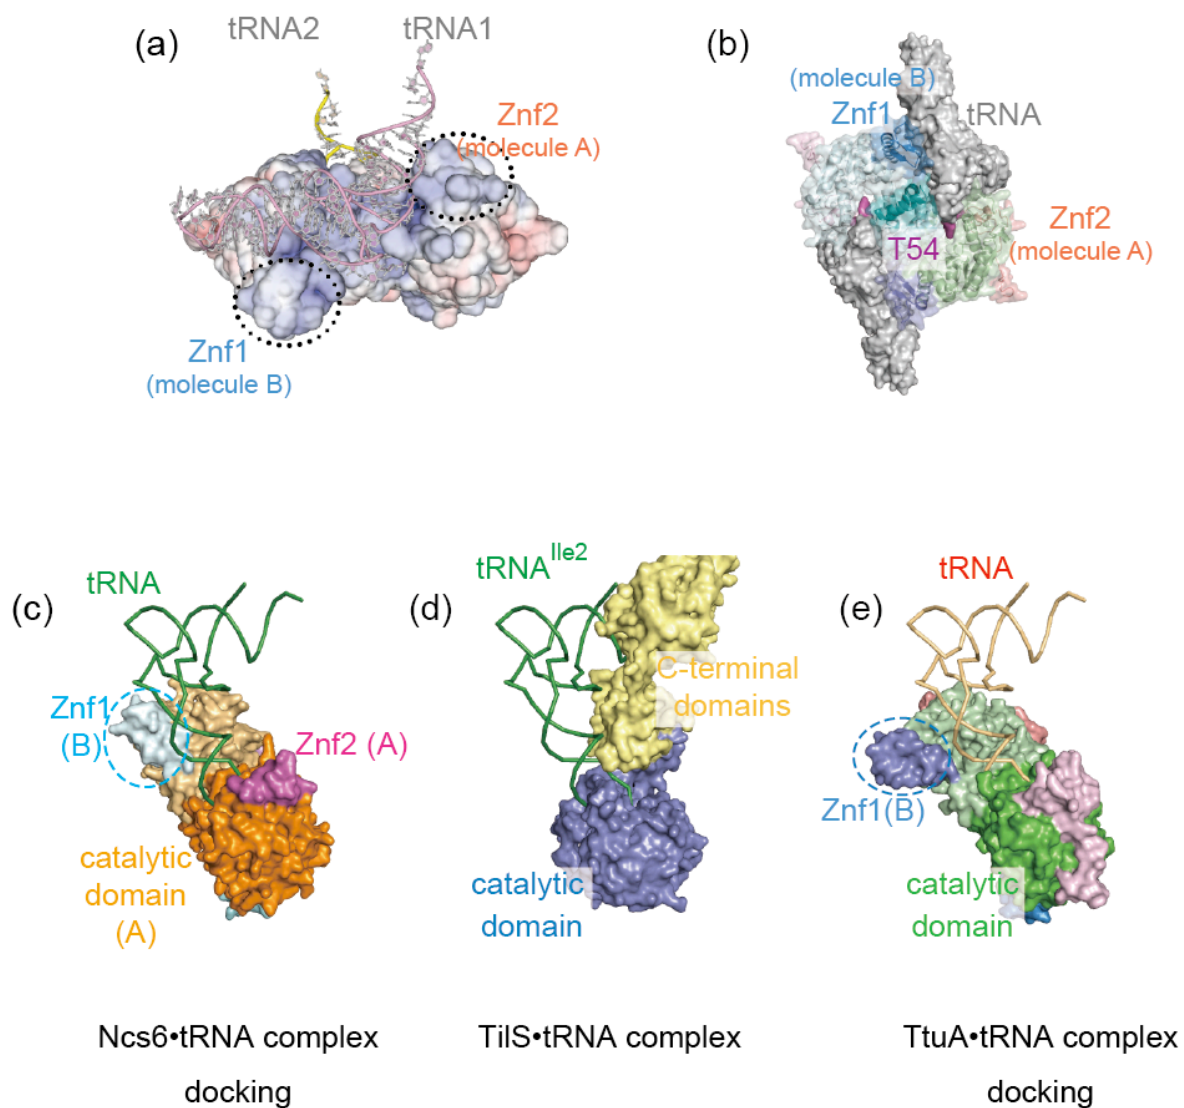 (a)
tRNA2
tRNA1
Znf2
(molecule A)
Znf1
(molecule B)
(b)
(molecule B)
Znf1
tRNA
T54
Znf2
(molecule A)
(c)
tRNA
Znf1
(B)
Znf2 (A)
catalytic
domain
(A)
Ncs6•tRNA complex
docking
(d)
tRNA^Ile2
C-terminal
domains
catalytic
domain
TilS•tRNA complex
(e)
tRNA
Znf1(B)
catalytic
domain
TtuA•tRNA complex
docking